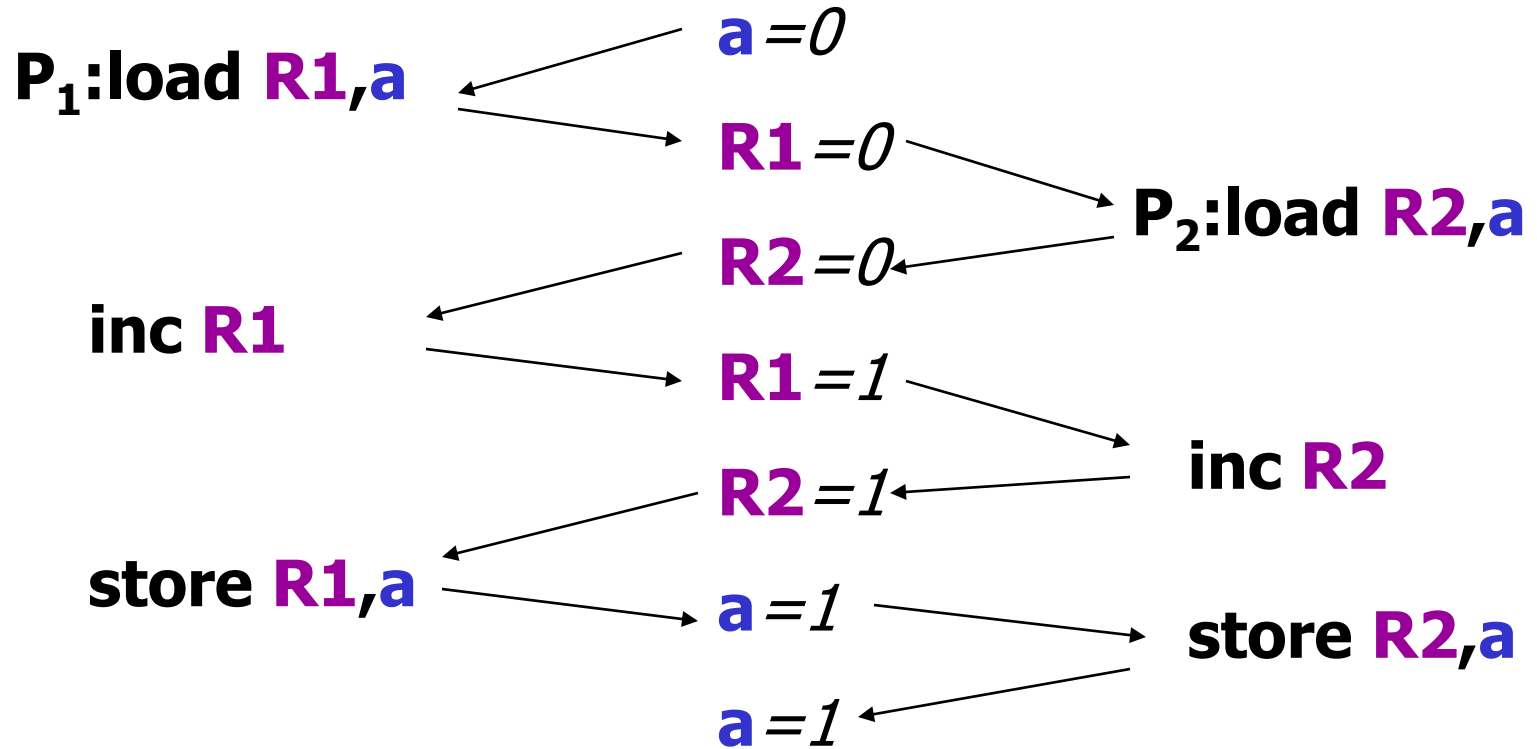 a=0
P₁:load R1,a
R1=0
P₂:load R2,a
R2=0
inc R1
R1=1
inc R2
R2=1
store R1,a
a=1
store R2,a
a=1